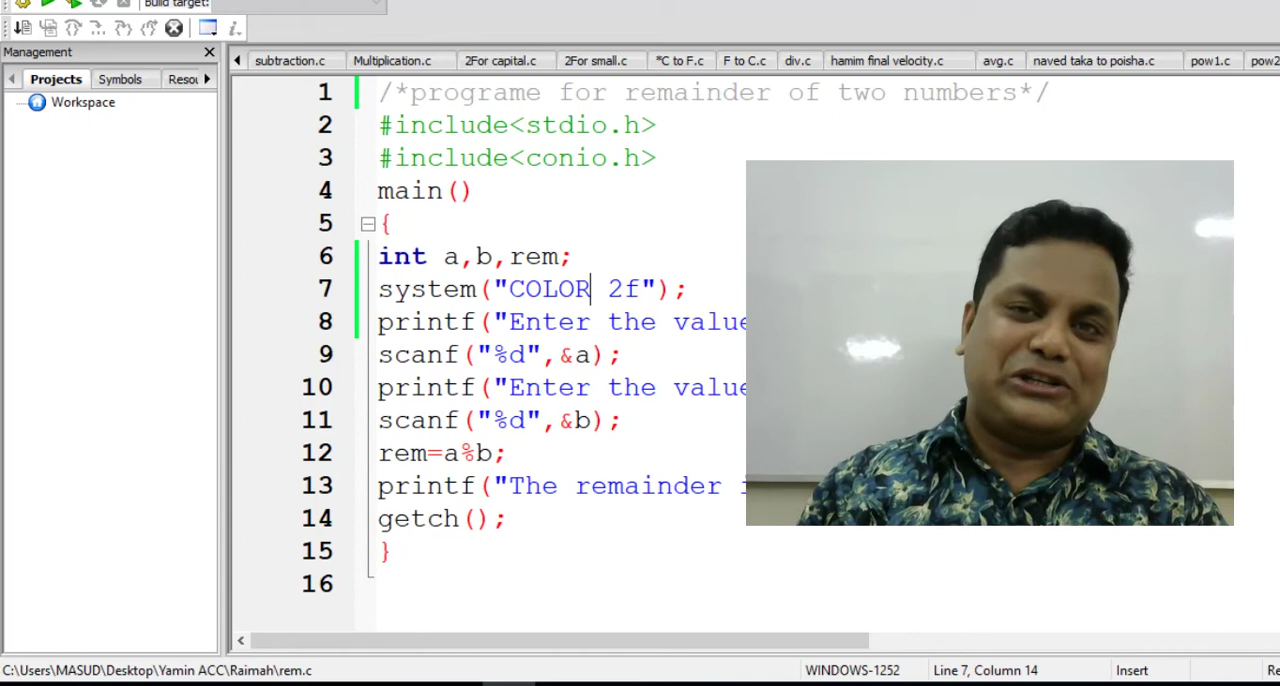 Build target:
Management
Projects Symbols Resou
Workspace
subtraction.c Multiplication.c 2For capital.c 2For small.c *C to F.c F to C.c div.c hamim final velocity.c avg.c naved taka to poisha.c pow1.c pow2
1 /*programe for remainder of two numbers*/
2 #include<stdio.h>
3 #include<conio.h>
4 main()
5 {
6 int a,b,rem;
7 system("COLOR 2f");
8 printf("Enter the value
9 scanf("%d",&a);
10 printf("Enter the value
11 scanf("%d",&b);
12 rem=a%b;
13 printf("The remainder
14 getch();
15 }
16
C:\Users\MASUD\Desktop\Yamin ACC\Raimah\rem.c WINDOWS-1252 Line 7, Column 14 Insert Re